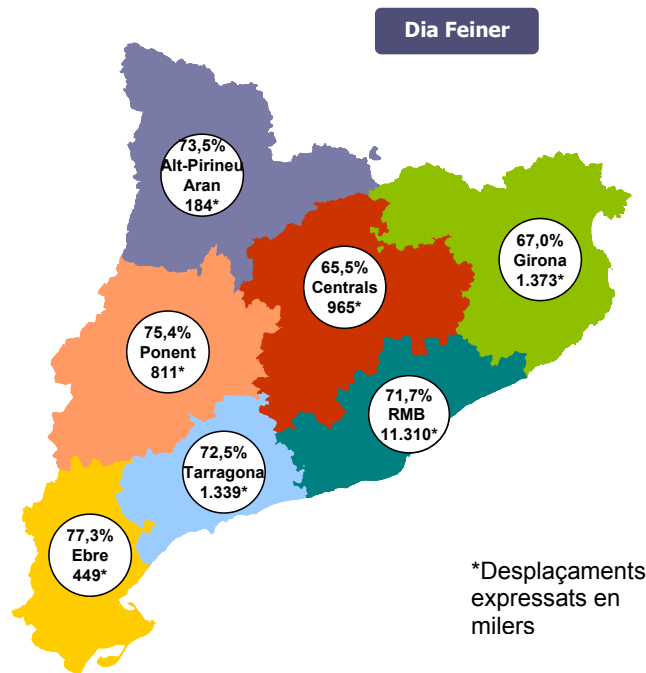 Dia Feiner
73,5%
Alt-Pirineu
Aran
184*
67,0%
Girona
1.373*
65,5%
Centrals
965*
75,4%
Ponent
811*
71,7%
RMB
11.310*
72,5%
Tarragona
1.339*
77,3%
Ebre
449*
*Desplaçaments
expressats en
milers